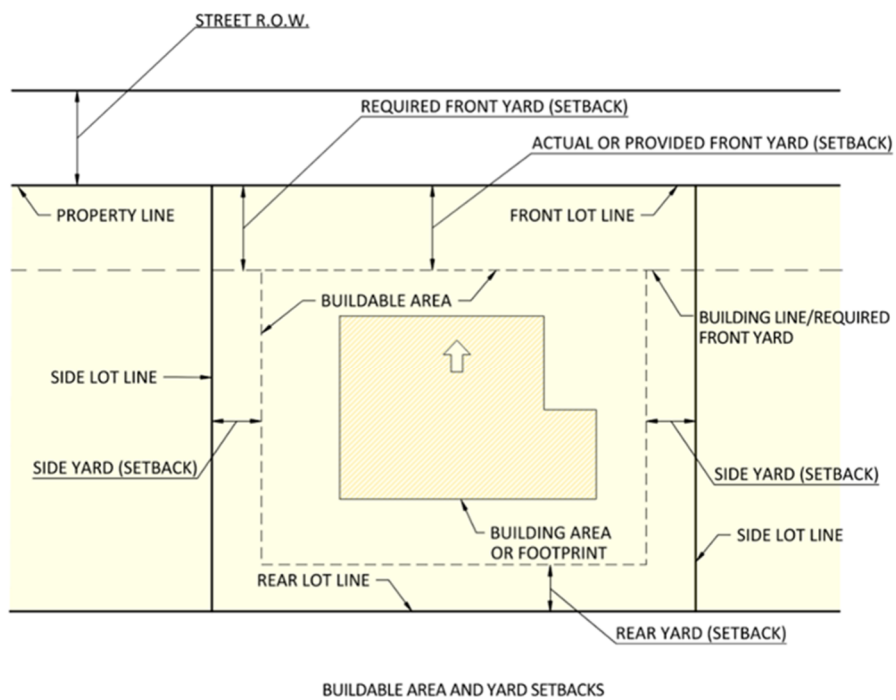 STREET R.O.W.
REQUIRED FRONT YARD (SETBACK)
ACTUAL OR PROVIDED FRONT YARD (SETBACK)
PROPERTY LINE
FRONT LOT LINE
BUILDABLE AREA
BUILDING LINE/REQUIRED
FRONT YARD
SIDE LOT LINE
SIDE YARD (SETBACK)
SIDE YARD (SETBACK)
BUILDING AREA
OR FOOTPRINT
SIDE LOT LINE
REAR LOT LINE
REAR YARD (SETBACK)
BUILDABLE AREA AND YARD SETBACKS